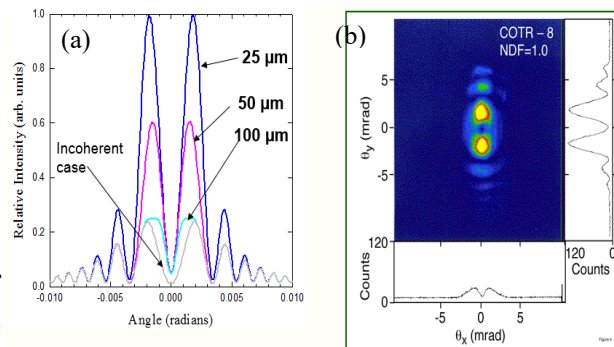 (a)
Relative Intensity (arb. units)
1.0
0.8
0.6
0.4
0.2
0.0
25 µm
50 µm
100 µm
Incoherent
case
-0.010
-0.005
0.000
0.005
0.010
Angle (radians)
(b)
COTR – 8
NDF=1.0
θy (mrad)
5
0
-5
120
0
Counts
Counts
120
0
-5
0
5
θx (mrad)